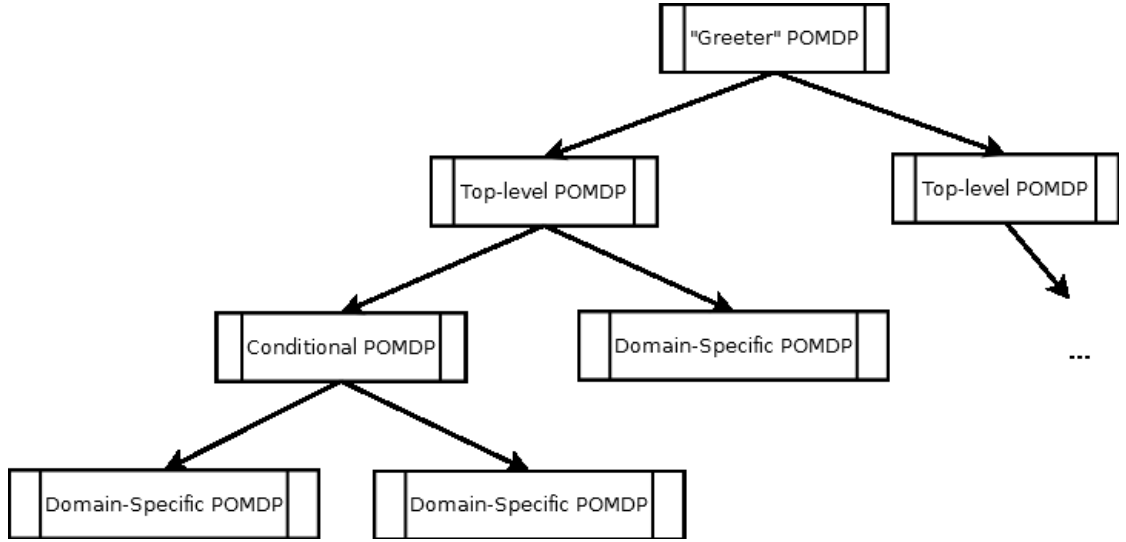 "Greeter" POMDP
Top-level POMDP
Top-level POMDP
Conditional POMDP
Domain-Specific POMDP
...
Domain-Specific POMDP
Domain-Specific POMDP